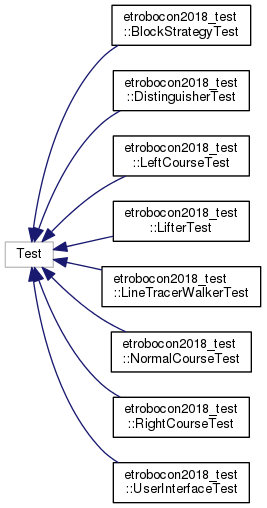 etrobocon2018_test
::BlockStrategyTest
etrobocon2018_test
::DistinguisherTest
etrobocon2018_test
::LeftCourseTest
etrobocon2018_test
::LifterTest
Test
etrobocon2018_test
::LineTracerWalkerTest
etrobocon2018_test
::NormalCourseTest
etrobocon2018_test
::RightCourseTest
etrobocon2018_test
::UserInterfaceTest